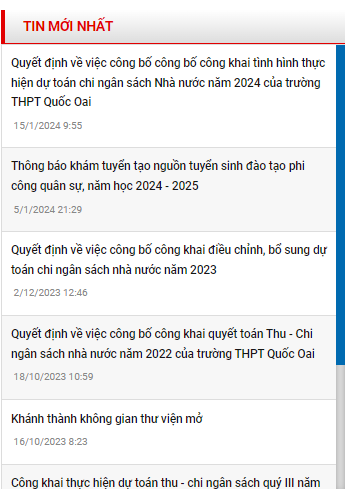 TIN MỚI NHẤT
Quyết định về việc công bố công bố công khai tình hình thực
hiện dự toán chi ngân sách Nhà nước năm 2024 của trường
THPT Quốc Oai
15/1/2024 9:55
Thông báo khám tuyển tạo nguồn tuyển sinh đào tạo phi
công quân sự, năm học 2024 - 2025
5/1/2024 21:29
Quyết định về việc công bố công khai điều chỉnh, bổ sung dự
toán chi ngân sách nhà nước năm 2023
2/12/2023 12:46
Quyết định về việc công bố công khai quyết toán Thu - Chi
ngân sách nhà nước năm 2022 của trường THPT Quốc Oai
18/10/2023 10:59
Khánh thành không gian thư viện mở
16/10/2023 8:23
Công khai thực hiện dự toán thu - chi ngân sách quý III năm